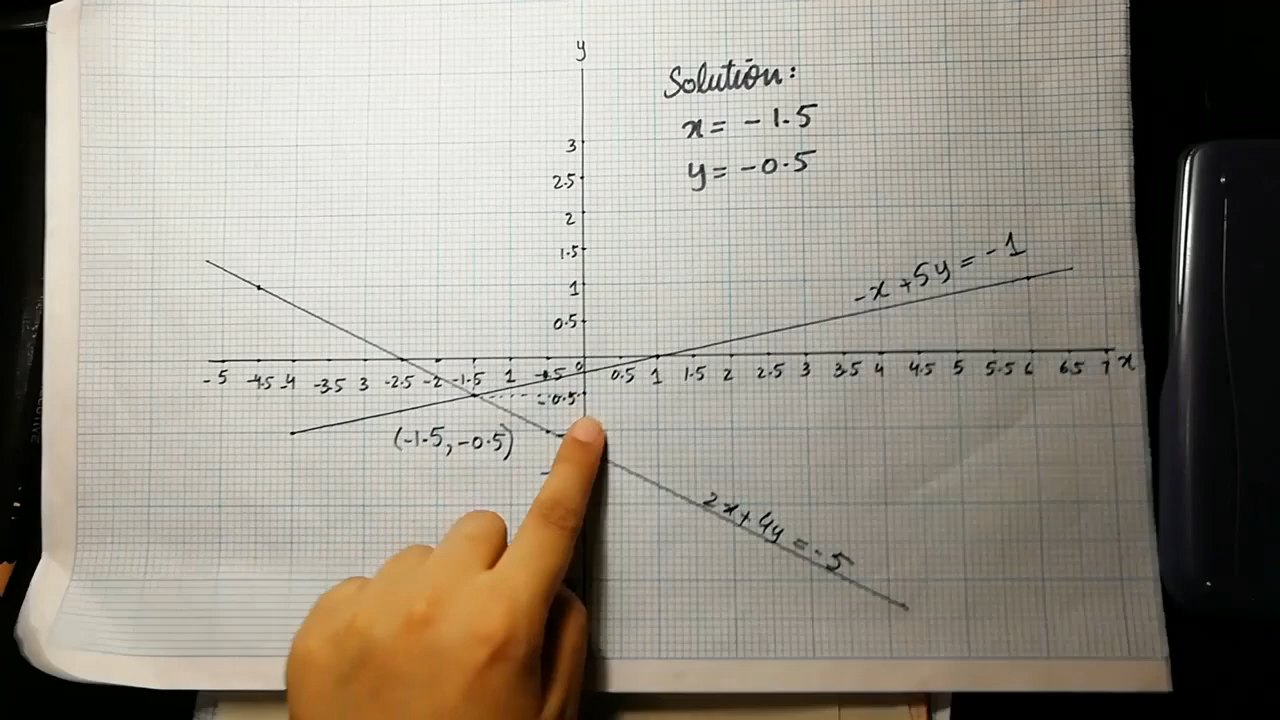 y
Solution:
x = -1.5
y = -0.5
3
2.5
2
1.5
1
0.5
-x + 5y = -1
-5 -4.5 -4 -3.5 3 -2.5 -2 -1.5 1 0 0.5 1 1.5 2 2.5 3 3.5 4 4.5 5 5.5 6 6.5 7 x
-0.5
(-1.5, -0.5)
2x + 4y = -5